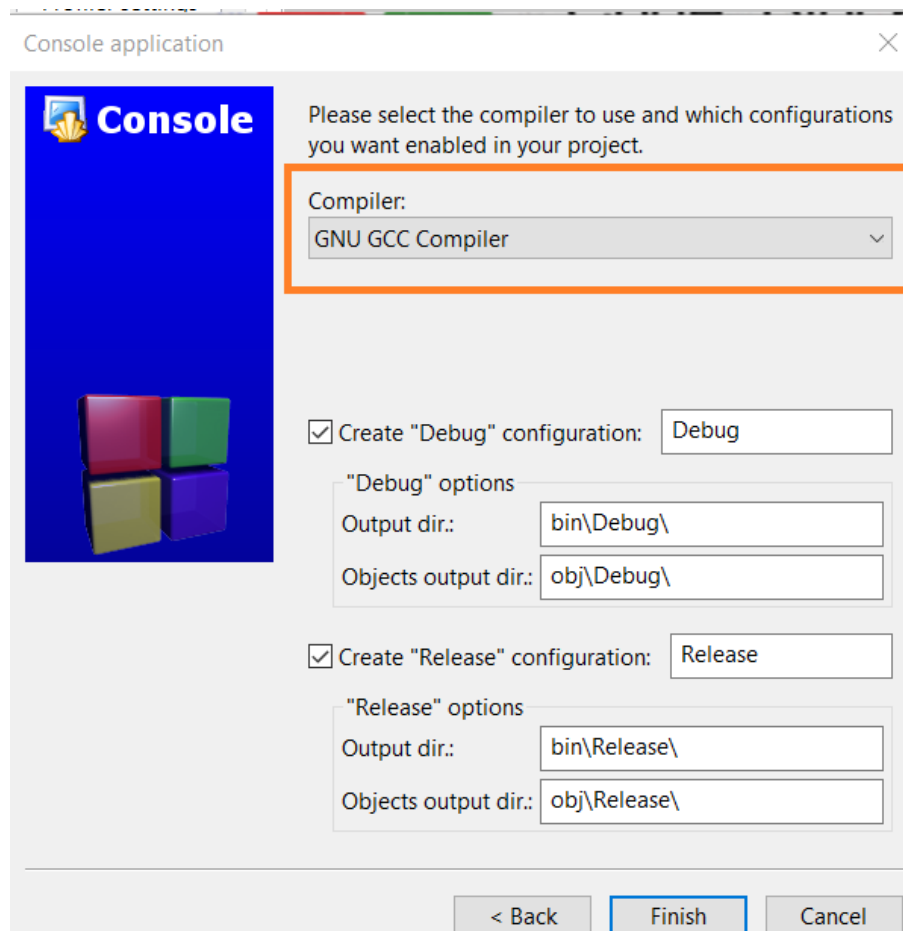 Profiler settings
Console application
Console
Please select the compiler to use and which configurations
you want enabled in your project.
Compiler:
GNU GCC Compiler
Create "Debug" configuration: Debug
"Debug" options
Output dir.: bin\Debug\
Objects output dir.: obj\Debug\
Create "Release" configuration: Release
"Release" options
Output dir.: bin\Release\
Objects output dir.: obj\Release\
< Back Finish Cancel